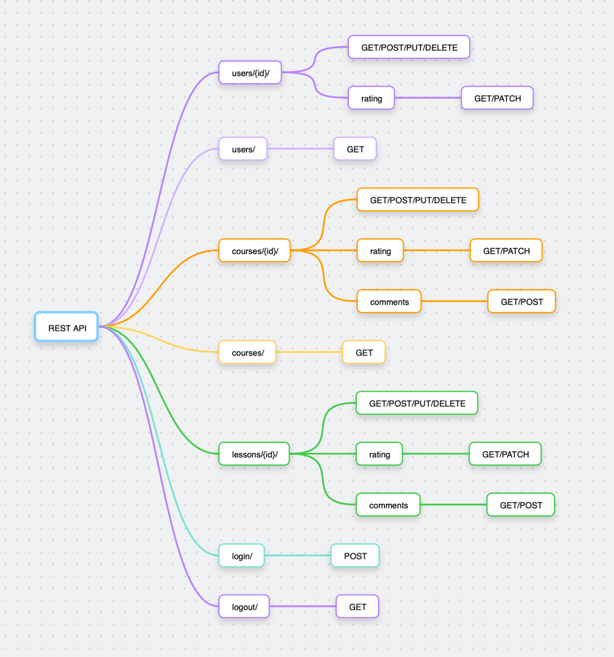 users/{id}/
GET/POST/PUT/DELETE
rating
GET/PATCH
users/
GET
courses/{id}/
GET/POST/PUT/DELETE
rating
GET/PATCH
comments
GET/POST
REST API
courses/
GET
lessons/{id}/
GET/POST/PUT/DELETE
rating
GET/PATCH
comments
GET/POST
login/
POST
logout/
GET